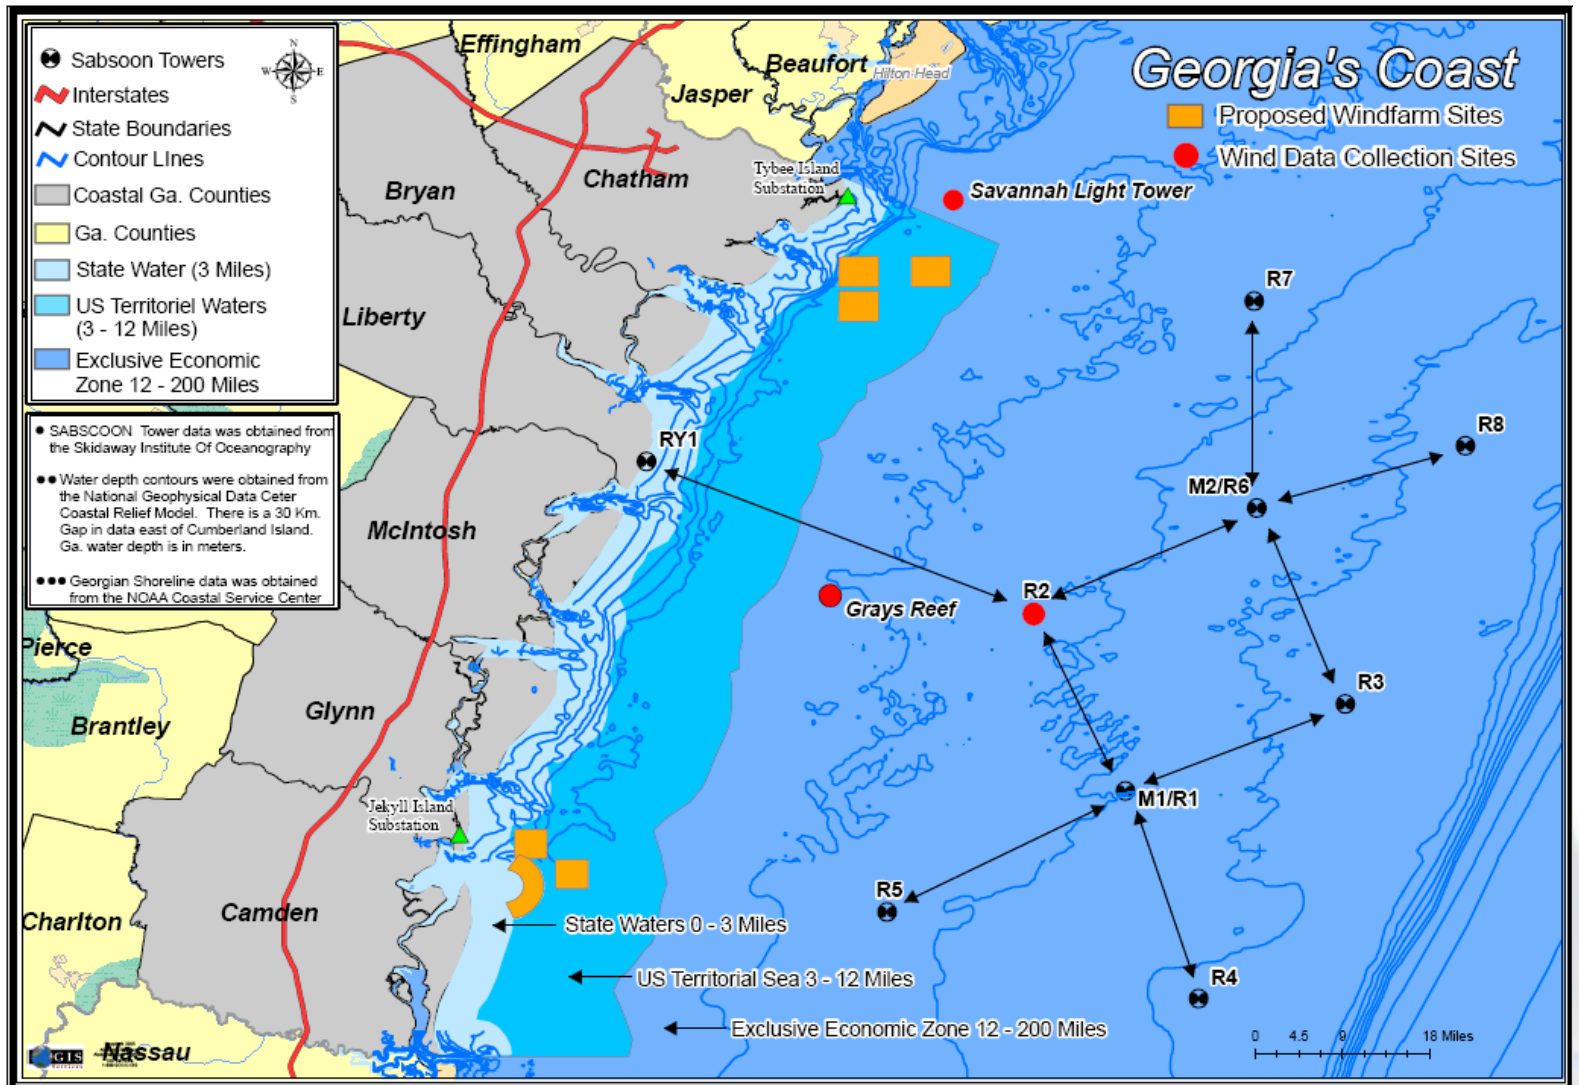 Georgia's Coast
Proposed Windfarm Sites
Wind Data Collection Sites
Sabsoon Towers
Interstates
State Boundaries
Contour LInes
Coastal Ga. Counties
Ga. Counties
State Water (3 Miles)
US Territoriel Waters
(3 - 12 Miles)
Exclusive Economic
Zone 12 - 200 Miles
N
W E
S
● SABSCOON Tower data was obtained from
the Skidaway Institute Of Oceanography
●● Water depth contours were obtained from
the National Geophysical Data Ceter
Coastal Relief Model. There is a 30 Km.
Gap in data east of Cumberland Island.
Ga. water depth is in meters.
●●● Georgian Shoreline data was obtained
from the NOAA Coastal Service Center
Effingham
Beaufort
Hilton-Head
Jasper
Chatham
Bryan
Tybee Island
Substation
Savannah Light Tower
Liberty
R7
RY1
R8
M2/R6
McIntosh
R2
Grays Reef
Pierce
R3
Glynn
Brantley
M1/R1
Jekyll Island
Substation
R5
Camden
Charlton
State Waters 0 - 3 Miles
US Territorial Sea 3 - 12 Miles
R4
Exclusive Economic Zone 12 - 200 Miles
0 4.5 9 18 Miles
Nassau
GIS